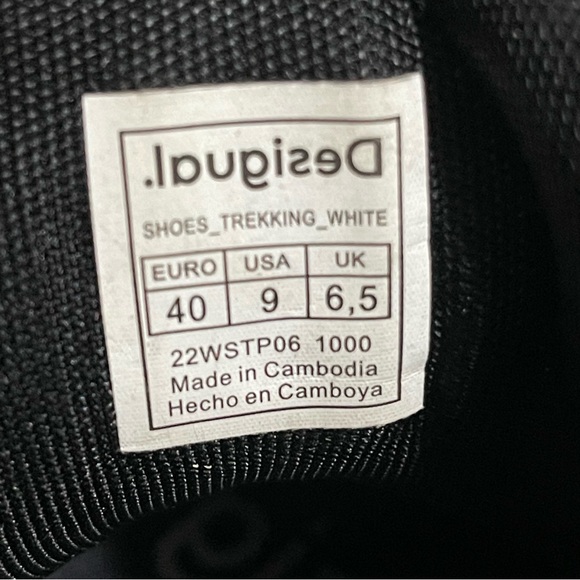 Desigual.
SHOES_TREKKING_WHITE
EURO USA UK
40 9 6,5
22WSTP06 1000
Made in Cambodia
Hecho en Camboya